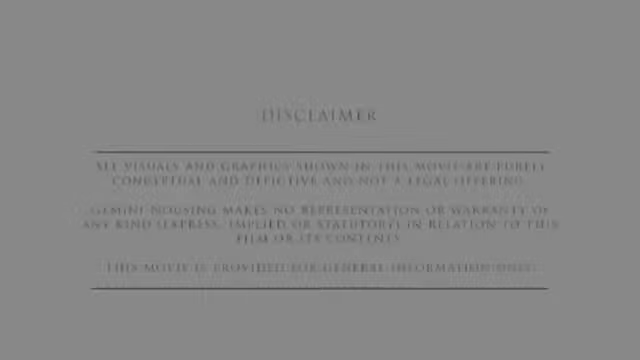 DISCLAIMER
VISUALS AND GRAPHICS SHOWN IN THIS MOVIE ARE PURELY
CONCEPTUAL AND DEPICTIVE AND NOT A LEGAL OFFERING
GEMINI HOUSING MAKES NO REPRESENTATION OR WARRANTY OF
ANY KIND (EXPRESS, IMPLIED OR STATUTORY) IN RELATION TO THIS
FILM OR ITS CONTENTS
THIS MOVIE IS PROVIDED FOR GENERAL INFORMATION ONLY